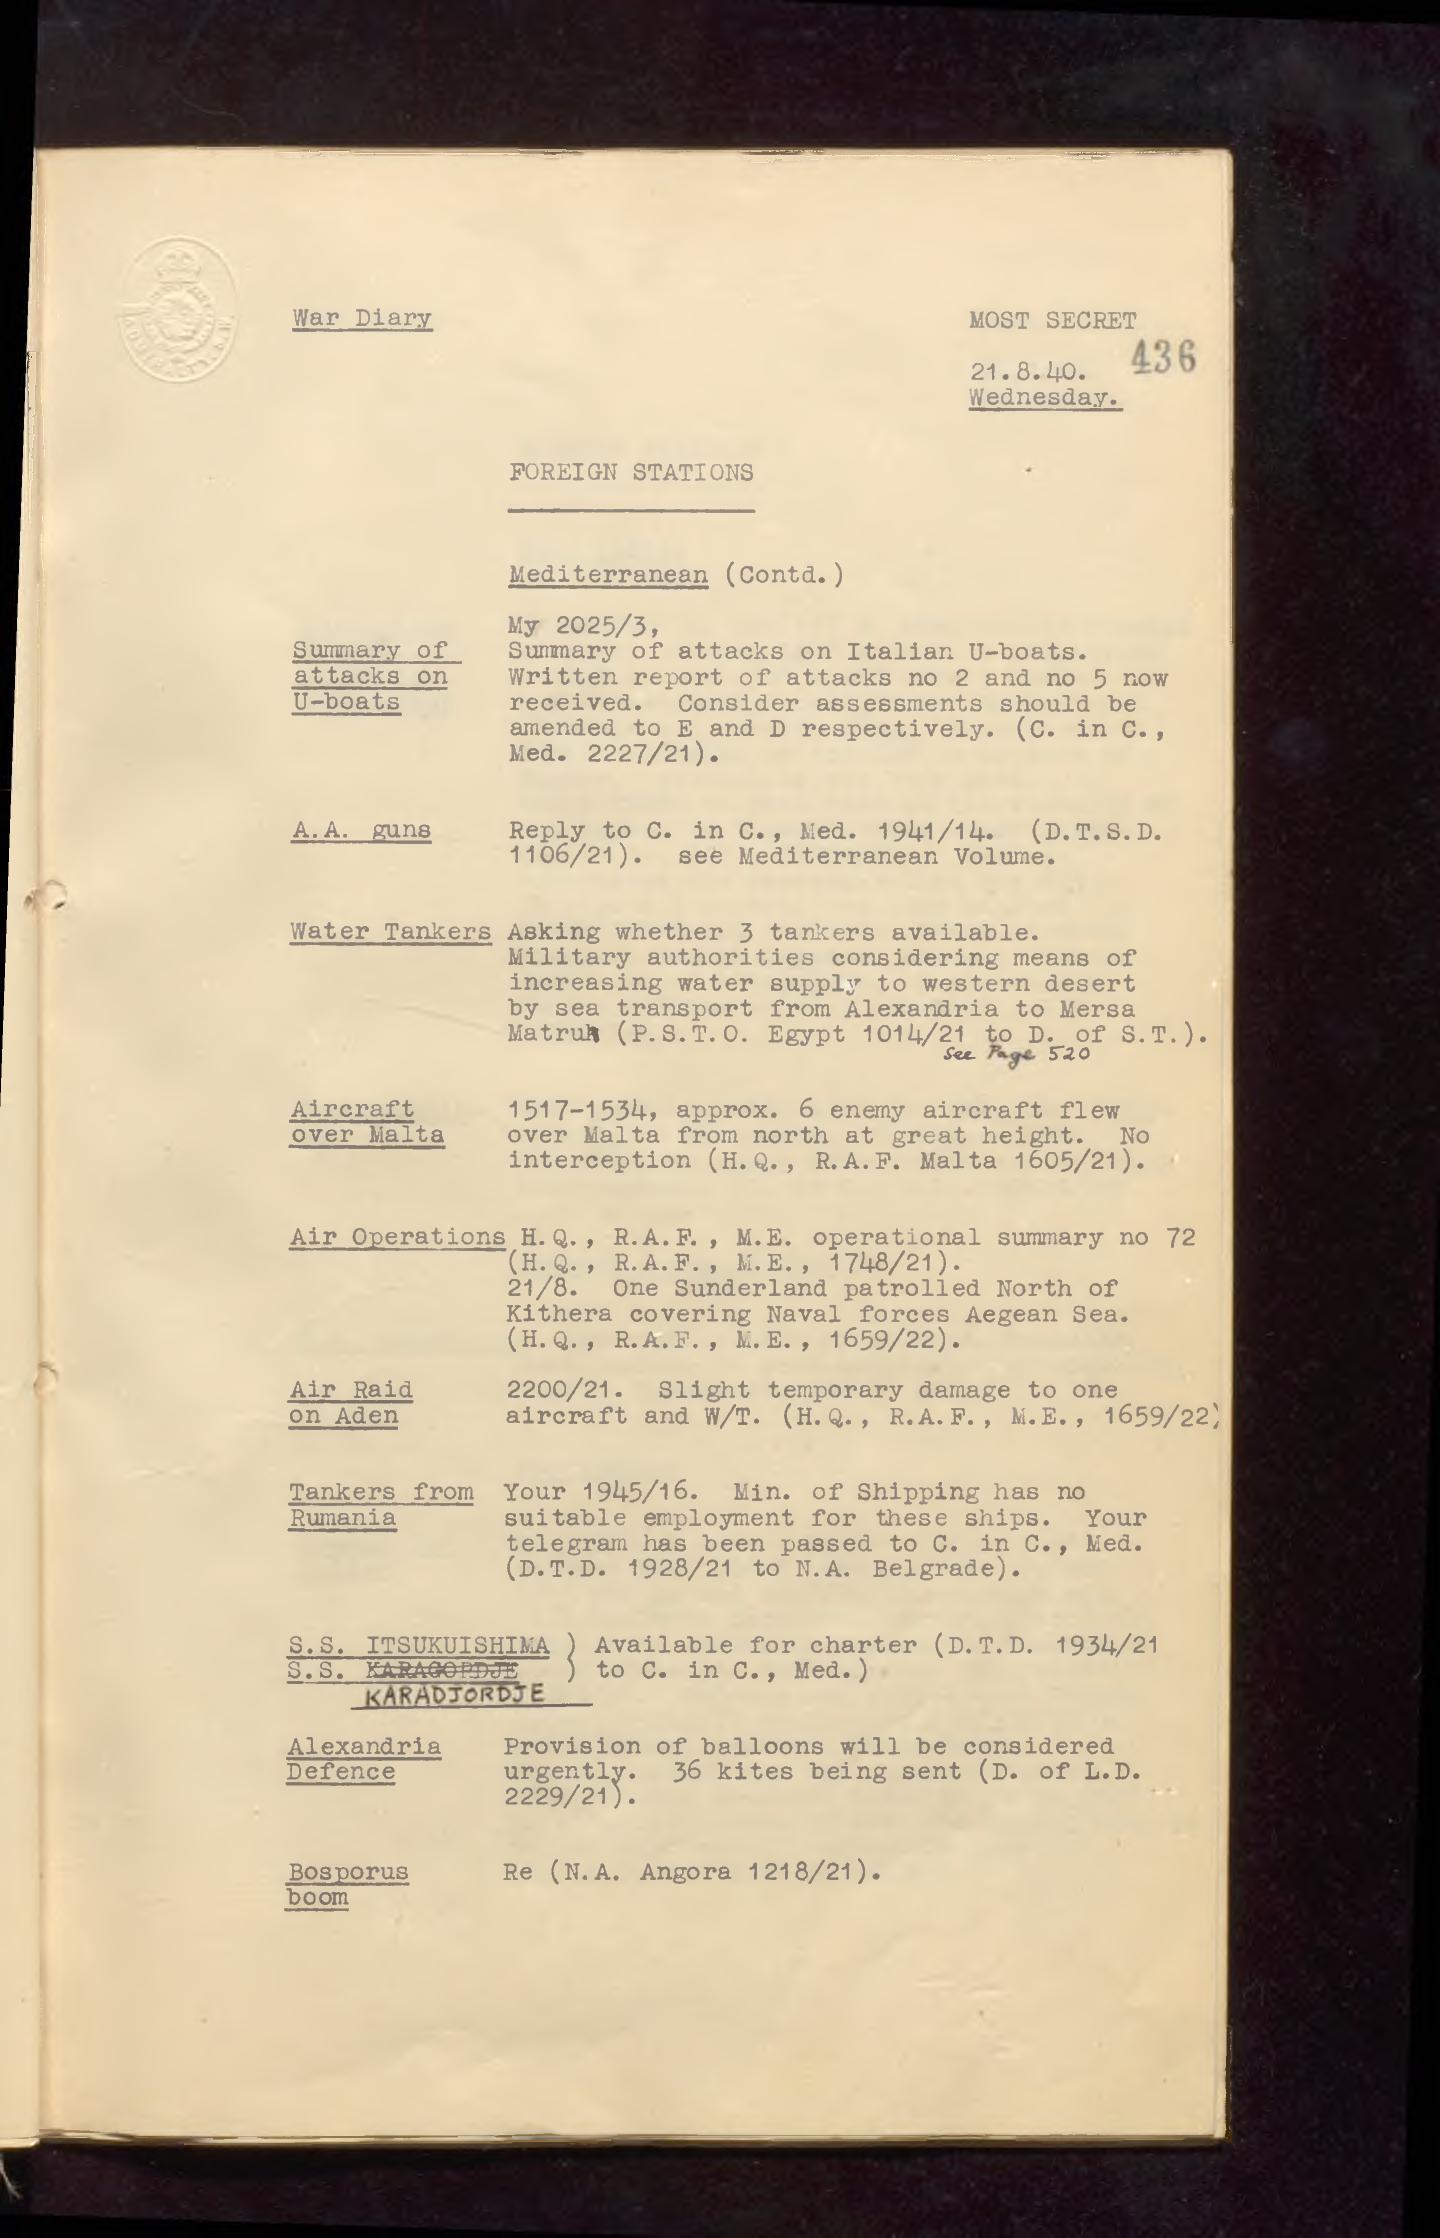 War Diary
MOST SECRET
436
21.8.40.
Wednesday.
FOREIGN STATIONS
Mediterranean (Contd.)
Summary of
attacks on
U-boats
My 2025/3,
Summary of attacks on Italian U-boats.
Written report of attacks no 2 and no 5 now
received. Consider assessments should be
amended to E and D respectively. (C. in C.,
Med. 2227/21).
A.A. guns
Reply to C. in C., Med. 1941/14. (D.T.S.D.
1106/21). see Mediterranean Volume.
Water Tankers
Asking whether 3 tankers available.
Military authorities considering means of
increasing water supply to western desert
by sea transport from Alexandria to Mersa
Matruh (P.S.T.O. Egypt 1014/21 to D. of S.T.).
See Page 520
Aircraft
over Malta
1517-1534, approx. 6 enemy aircraft flew
over Malta from north at great height. No
interception (H.Q., R.A.F. Malta 1605/21).
Air Operations
H.Q., R.A.F., M.E. operational summary no 72
(H.Q., R.A.F., M.E., 1748/21).
21/8. One Sunderland patrolled North of
Kithera covering Naval forces Aegean Sea.
(H.Q., R.A.F., M.E., 1659/22).
Air Raid
on Aden
2200/21. Slight temporary damage to one
aircraft and W/T. (H.Q., R.A.F., M.E., 1659/22)
Tankers from
Rumania
Your 1945/16. Min. of Shipping has no
suitable employment for these ships. Your
telegram has been passed to C. in C., Med.
(D.T.D. 1928/21 to N.A. Belgrade).
S.S. ITSUKUISHIMA ) Available for charter (D.T.D. 1934/21
S.S. KARAGORDJE ) to C. in C., Med.)
KARADJORDJE
Alexandria
Defence
Provision of balloons will be considered
urgently. 36 kites being sent (D. of L.D.
2229/21).
Bosporus
boom
Re (N.A. Angora 1218/21).